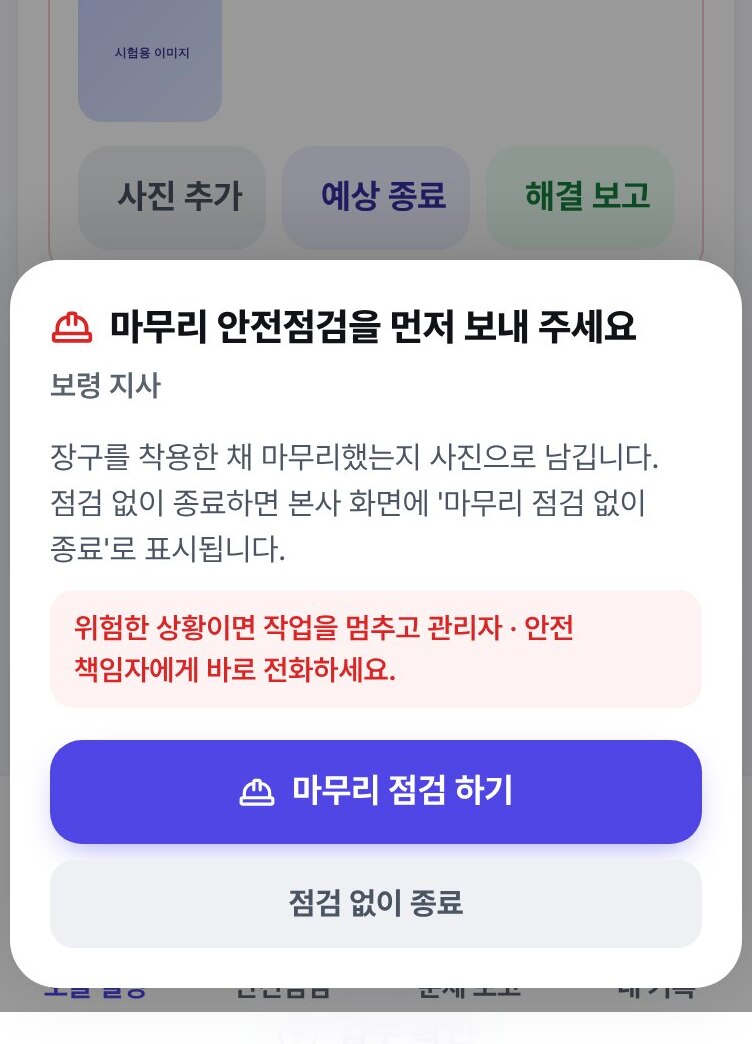 시험용 이미지
사진 추가
예상 종료
해결 보고
마무리 안전점검을 먼저 보내 주세요
보령 지사
장구를 착용한 채 마무리했는지 사진으로 남깁니다.
점검 없이 종료하면 본사 화면에 '마무리 점검 없이
종료'로 표시됩니다.
위험한 상황이면 작업을 멈추고 관리자 · 안전
책임자에게 바로 전화하세요.
마무리 점검 하기
점검 없이 종료